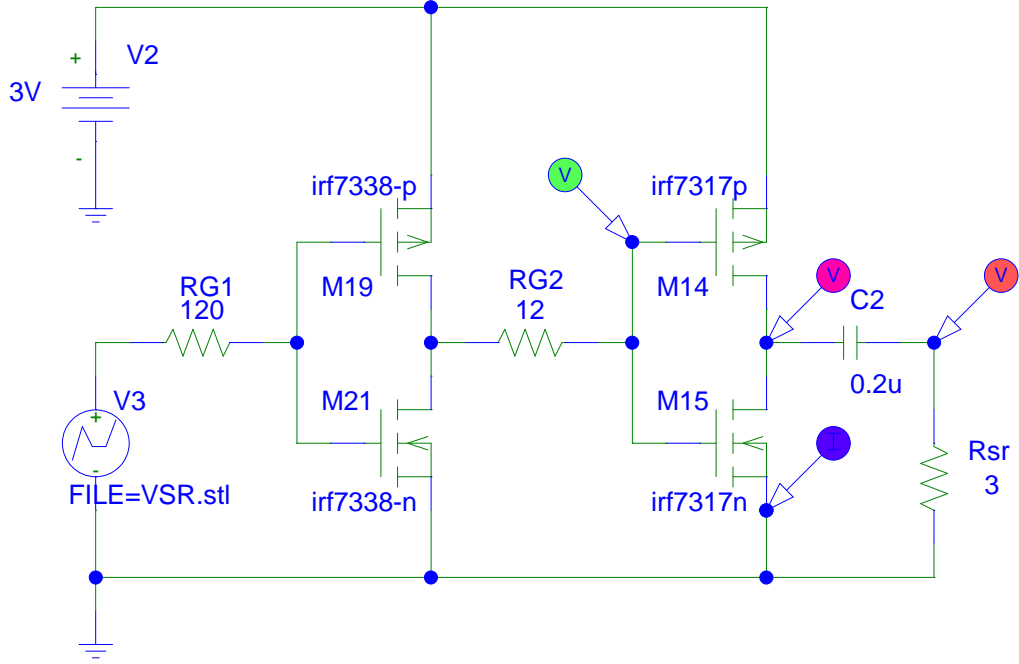 +
V2
3V
-
irf7338-p
V
irf7317p
RG1
120
M19
RG2
12
M14
V
V
C2
0.2u
V3
+
-
FILE=VSR.stl
M21
irf7338-n
M15
I
irf7317n
Rsr
3